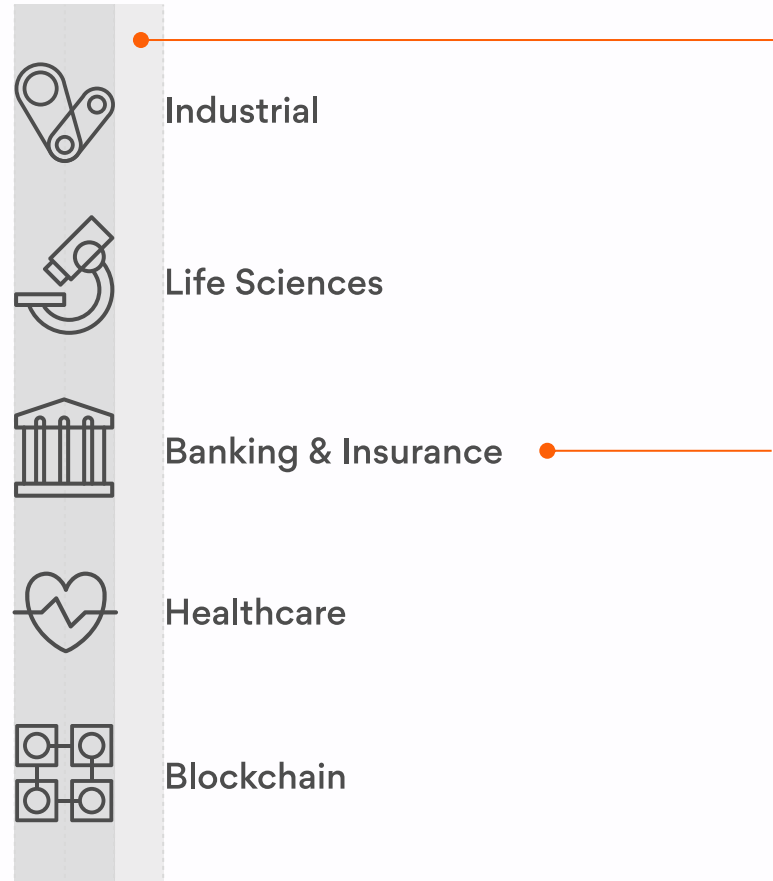 Industrial
Life Sciences
Banking & Insurance
Healthcare
Blockchain